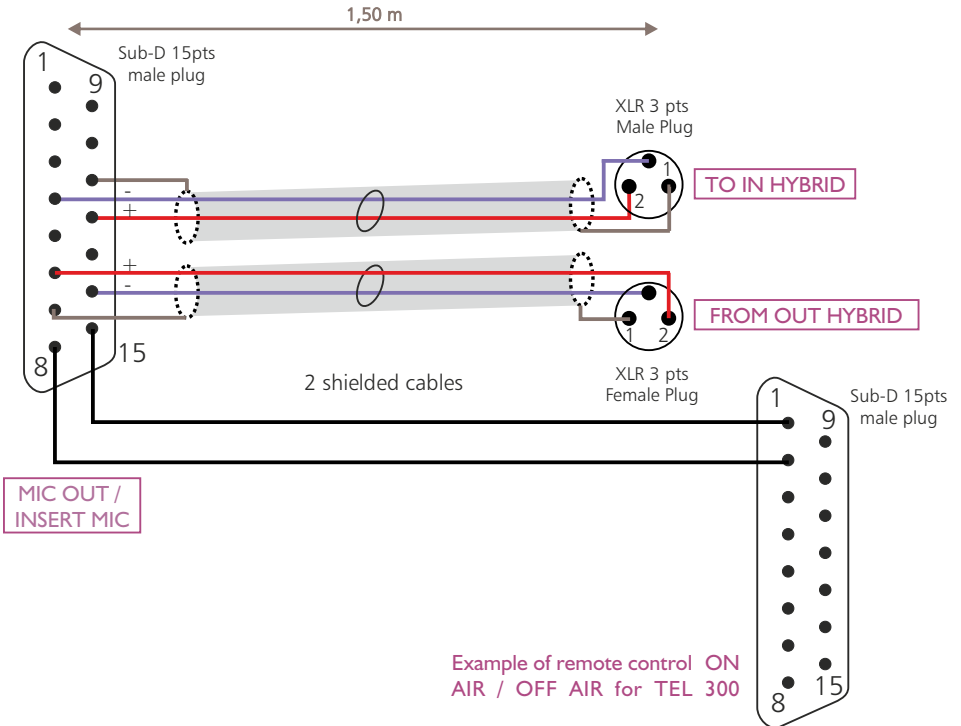 1,50 m
Sub-D 15pts
male plug
1
9
XLR 3 pts
Male Plug
1
2
TO IN HYBRID
-
+
+
-
FROM OUT HYBRID
1
2
8
15
2 shielded cables
XLR 3 pts
Female Plug
1
9
Sub-D 15pts
male plug
MIC OUT /
INSERT MIC
Example of remote control ON
AIR / OFF AIR for TEL 300
8
15